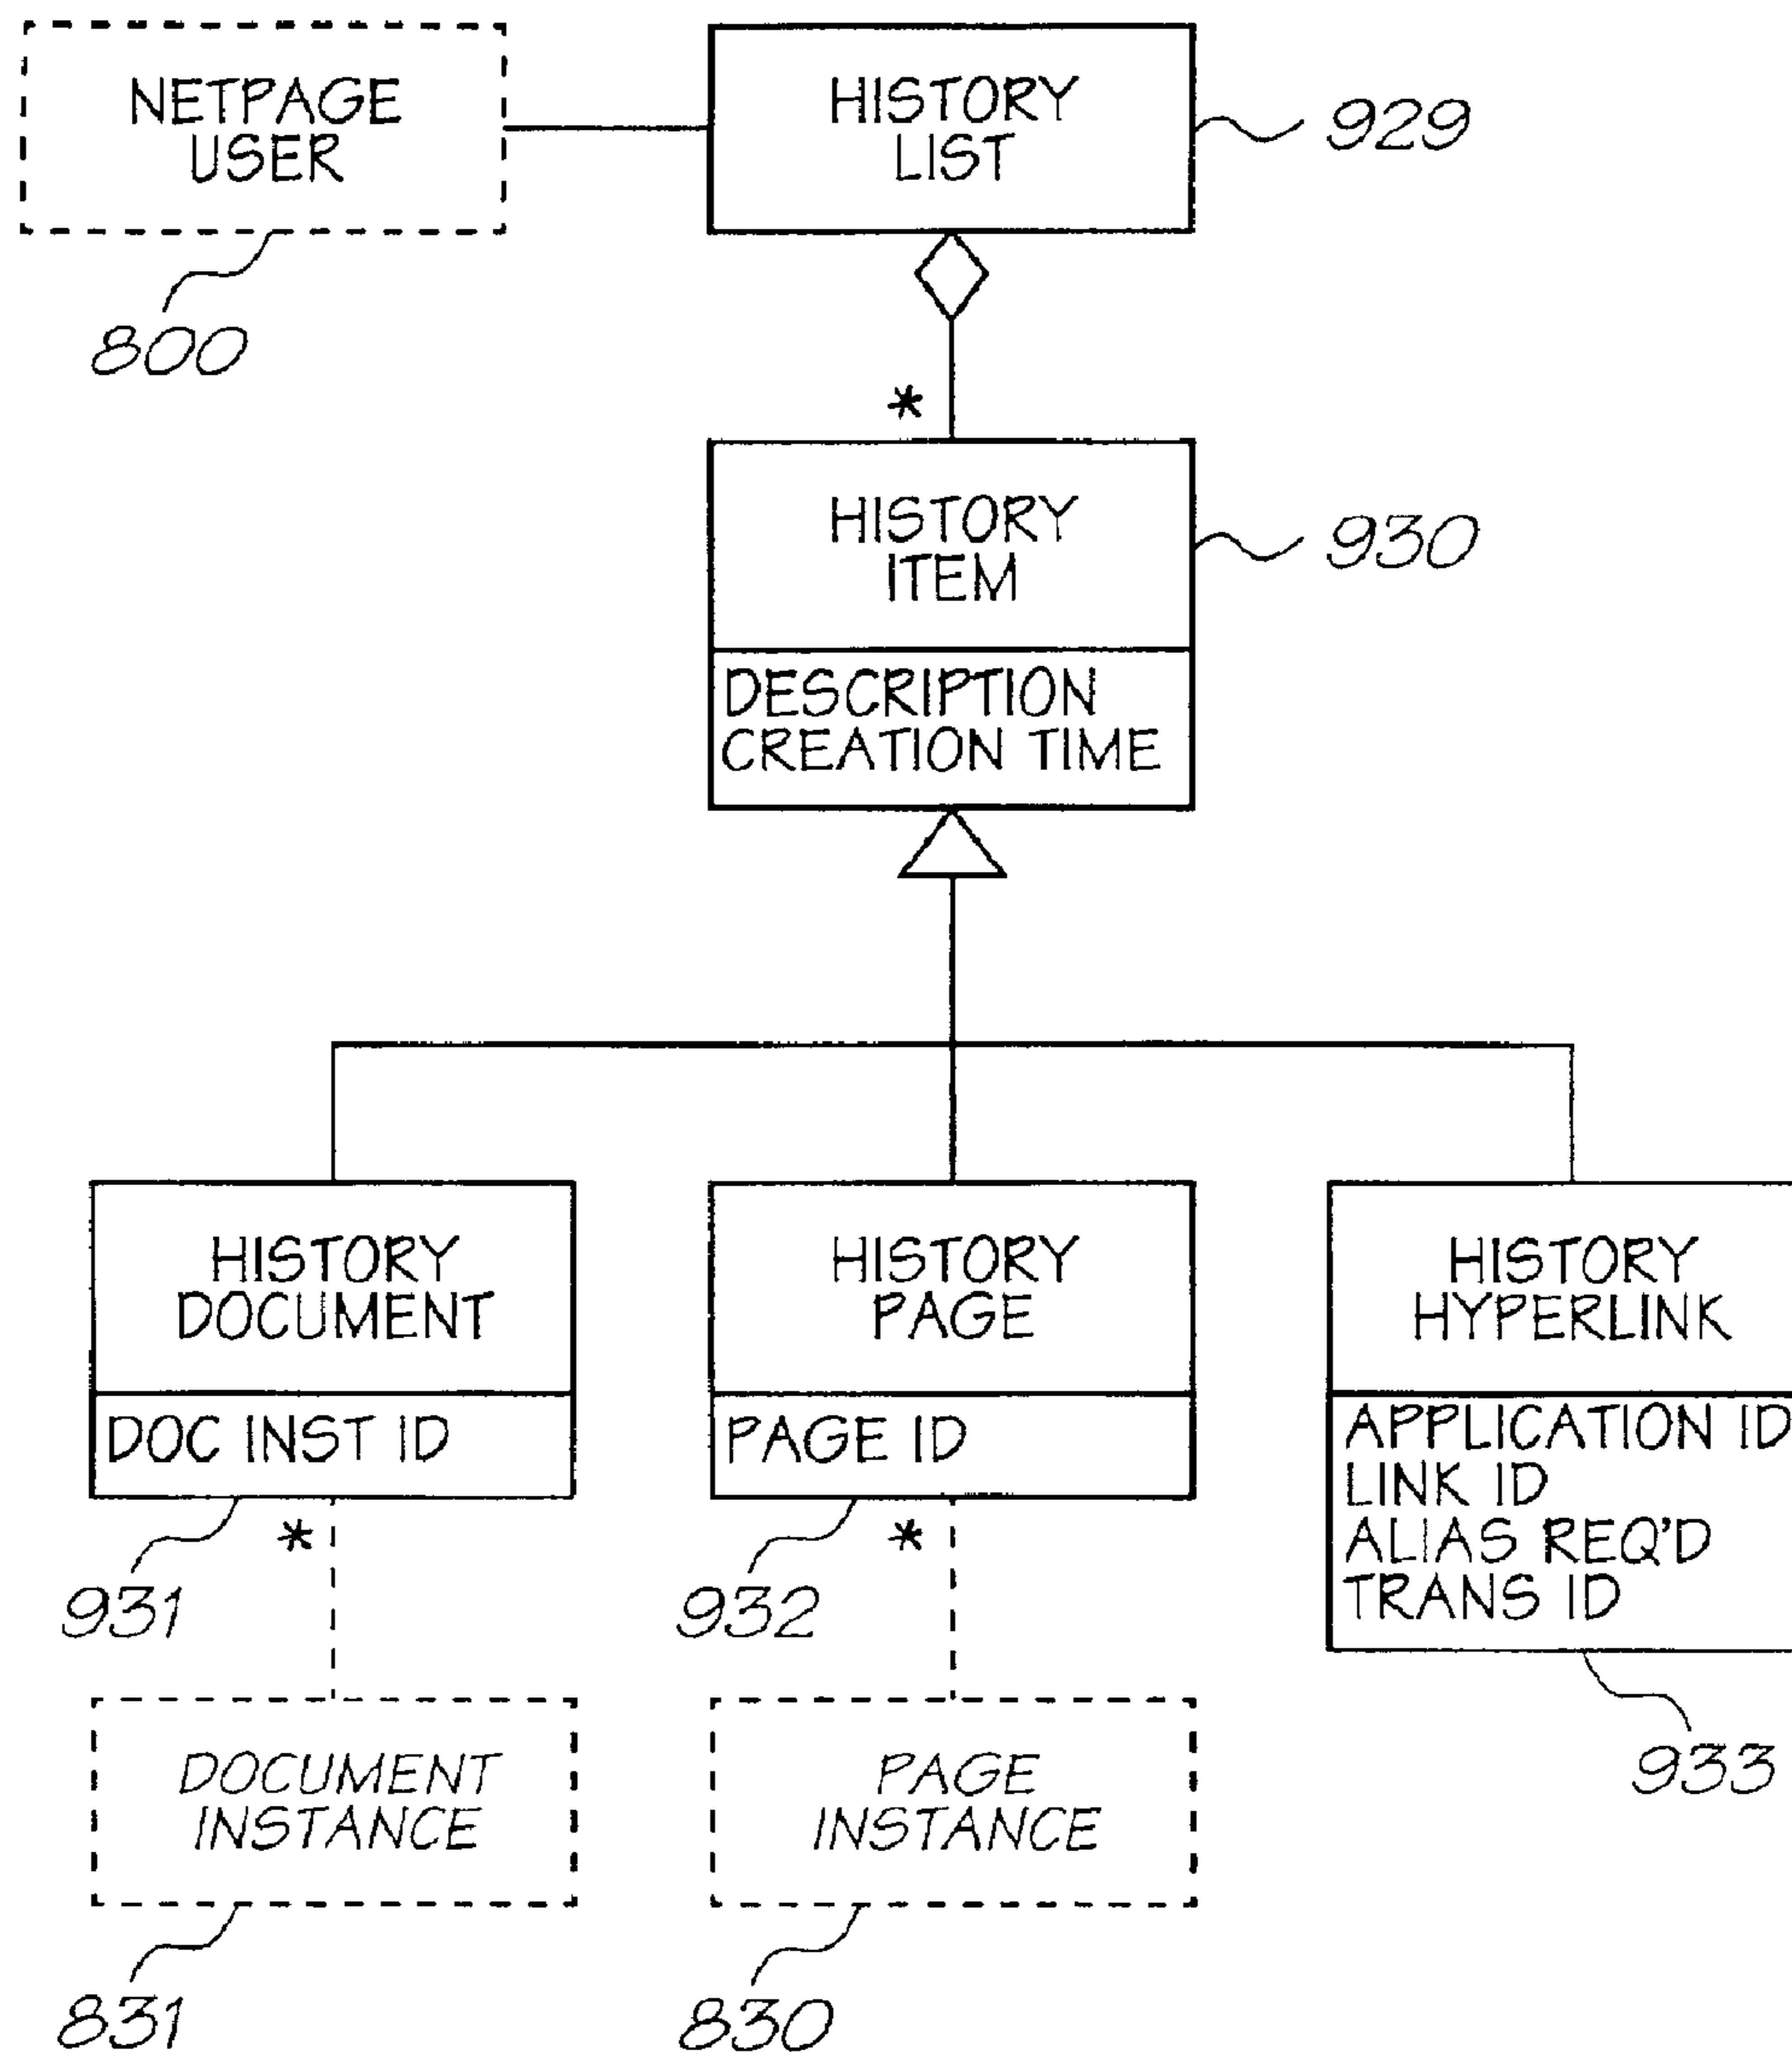 NETPAGE
USER
800
HISTORY
LIST
929
*
HISTORY
ITEM
930
DESCRIPTION
CREATION TIME
HISTORY
DOCUMENT
DOC INST ID
931
*
HISTORY
PAGE
PAGE ID
932
*
HISTORY
HYPERLINK
APPLICATION ID
LINK ID
ALIAS REQ'D
TRANS ID
933
DOCUMENT
INSTANCE
831
PAGE
INSTANCE
830